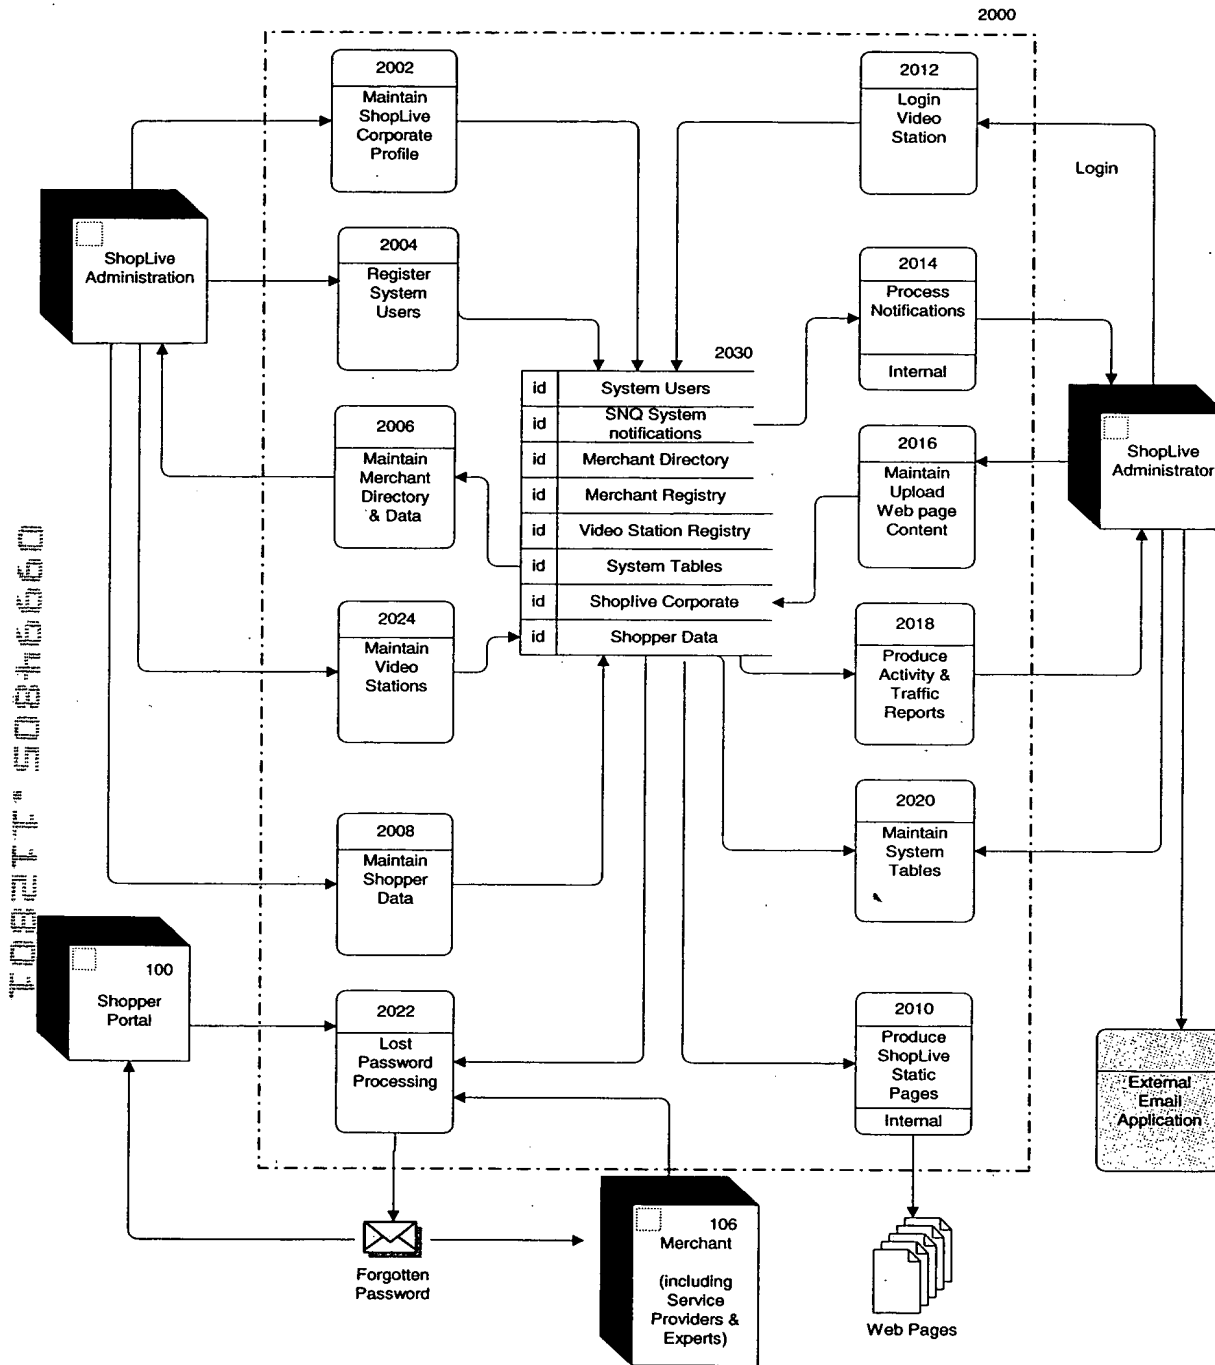 2000
2002
Maintain
ShopLive
Corporate
Profile
2012
Login
Video
Station
Login
ShopLive
Administration
2004
Register
System
Users
2014
Process
Notifications
Internal
2030
id System Users
id SNQ System
notifications
id Merchant Directory
id Merchant Registry
id Video Station Registry
id System Tables
id Shoplive Corporate
id Shopper Data
2006
Maintain
Merchant
Directory
& Data
2016
Maintain
Upload
Web page
Content
ShopLive
Administrator
2024
Maintain
Video
Stations
2018
Produce
Activity &
Traffic
Reports
2008
Maintain
Shopper
Data
2020
Maintain
System
Tables
100
Shopper
Portal
2022
Lost
Password
Processing
2010
Produce
ShopLive
Static
Pages
Internal
External
Email
Application
Forgotten
Password
106
Merchant
(including
Service
Providers &
Experts)
Web Pages